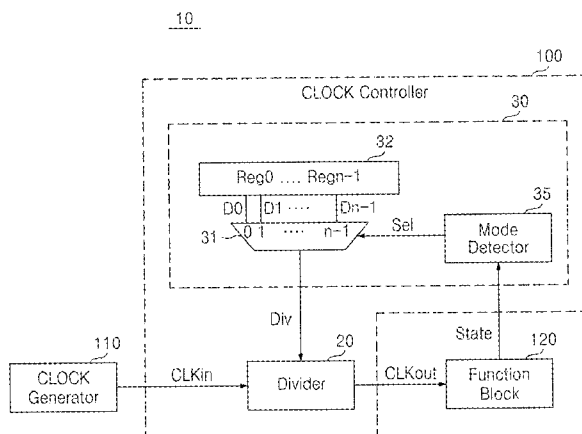 10
100
CLOCK Controller
30
32
Reg0 .... Regn-1
D0 D1 .... Dn-1
35
31
0 1 .... n-1
Sel
Mode
Detector
Div
State
110
20
120
CLOCK
Generator
CLKin
Divider
CLKout
Function
Block